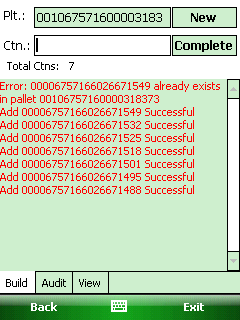 Plt.: 001067571600003183 New
Ctn.: Complete
Total Ctns: 7
Error: 00006757166026671549 already exists
in pallet 00106757160000318373
Add 00006757166026671549 Successful
Add 00006757166026671532 Successful
Add 00006757166026671525 Successful
Add 00006757166026671518 Successful
Add 00006757166026671501 Successful
Add 00006757166026671495 Successful
Add 00006757166026671488 Successful
Build Audit View
Back Exit